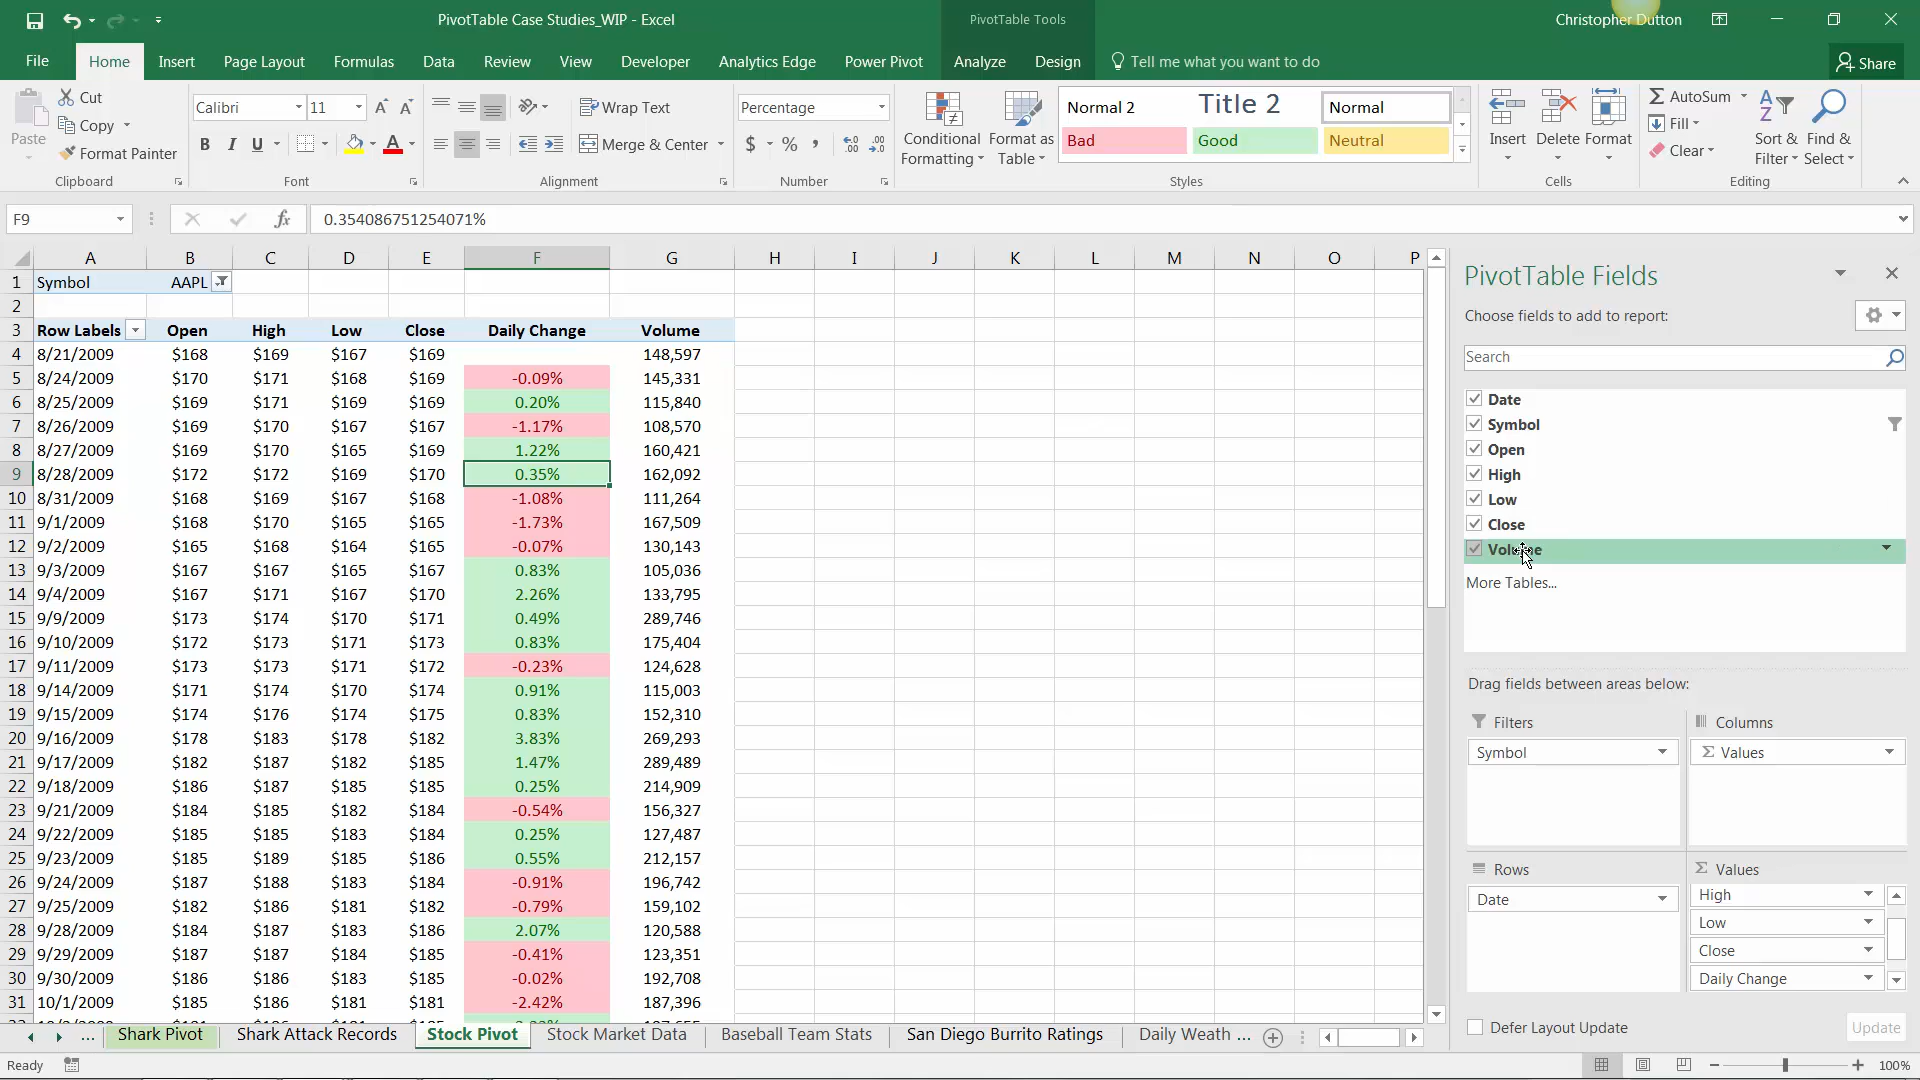 PivotTable Case Studies_WIP - Excel
PivotTable Tools
Christopher Dutton
File Home Insert Page Layout Formulas Data Review View Developer Analytics Edge Power Pivot Analyze Design Tell me what you want to do Share
Paste
Cut
Copy
Format Painter
Clipboard
Calibri 11
B I U
Font
Wrap Text
Merge & Center
Alignment
Percentage
$ % ,
Number
Conditional Formatting
Format as Table
Normal 2 Title 2 Normal
Bad Good Neutral
Styles
Insert Delete Format
Cells
AutoSum
Fill
Clear
Sort & Filter
Find & Select
Editing
F9 fx 0.354086751254071%
A B C D E F G H I J K L M N O P
1 Symbol AAPL
2
3 Row Labels Open High Low Close Daily Change Volume
4 8/21/2009 $168 $169 $167 $169 148,597
5 8/24/2009 $170 $171 $168 $169 -0.09% 145,331
6 8/25/2009 $169 $171 $169 $169 0.20% 115,840
7 8/26/2009 $169 $170 $167 $167 -1.17% 108,570
8 8/27/2009 $169 $170 $165 $169 1.22% 160,421
9 8/28/2009 $172 $172 $169 $170 0.35% 162,092
10 8/31/2009 $168 $169 $167 $168 -1.08% 111,264
11 9/1/2009 $168 $170 $165 $165 -1.73% 167,509
12 9/2/2009 $165 $168 $164 $165 -0.07% 130,143
13 9/3/2009 $167 $167 $165 $167 0.83% 105,036
14 9/4/2009 $167 $171 $167 $170 2.26% 133,795
15 9/9/2009 $173 $174 $170 $171 0.49% 289,746
16 9/10/2009 $172 $173 $171 $173 0.83% 175,404
17 9/11/2009 $173 $173 $171 $172 -0.23% 124,628
18 9/14/2009 $171 $174 $170 $174 0.91% 115,003
19 9/15/2009 $174 $176 $174 $175 0.83% 152,310
20 9/16/2009 $178 $183 $178 $182 3.83% 269,293
21 9/17/2009 $182 $187 $182 $185 1.47% 289,489
22 9/18/2009 $186 $187 $185 $185 0.25% 214,909
23 9/21/2009 $184 $185 $182 $184 -0.54% 156,327
24 9/22/2009 $185 $185 $183 $184 0.25% 127,487
25 9/23/2009 $185 $189 $185 $186 0.55% 212,157
26 9/24/2009 $187 $188 $183 $184 -0.91% 196,742
27 9/25/2009 $182 $186 $181 $182 -0.79% 159,102
28 9/28/2009 $184 $187 $183 $186 2.07% 120,588
29 9/29/2009 $187 $187 $184 $185 -0.41% 123,351
30 9/30/2009 $186 $186 $183 $185 -0.02% 192,708
31 10/1/2009 $185 $186 $181 $181 -2.42% 187,396
PivotTable Fields
Choose fields to add to report:
Search
Date
Symbol
Open
High
Low
Close
Volume
More Tables...
Drag fields between areas below:
Filters
Symbol
Columns
Σ Values
Rows
Date
Σ Values
High
Low
Close
Daily Change
Defer Layout Update Update
... Shark Pivot Shark Attack Records Stock Pivot Stock Market Data Baseball Team Stats San Diego Burrito Ratings Daily Weath ...
Ready 100%